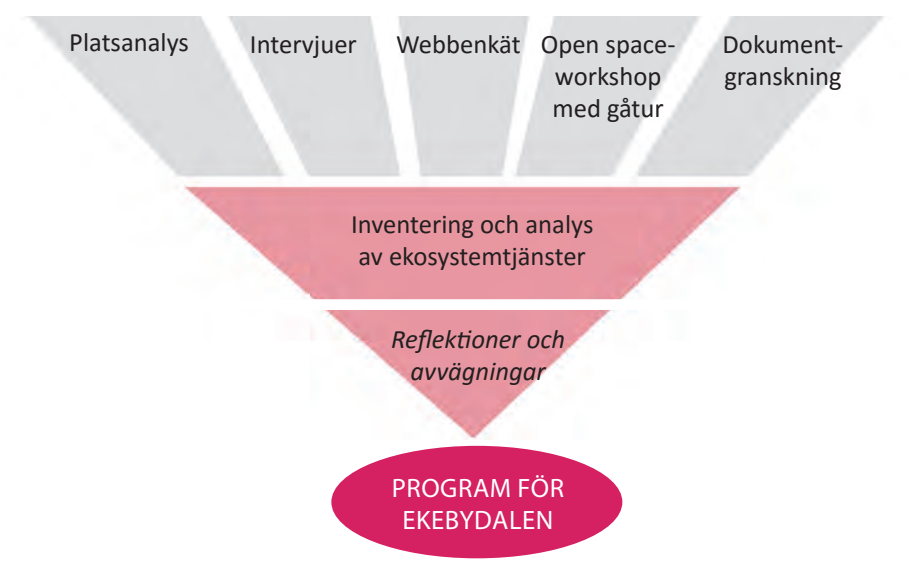 Platsanalys
Intervjuer
Webbenkät
Open space-
workshop
med gåtur
Dokument-
granskning
Inventering och analys
av ekosystemtjänster
Reflektioner och
avvägningar
PROGRAM FÖR
EKEBYDALEN